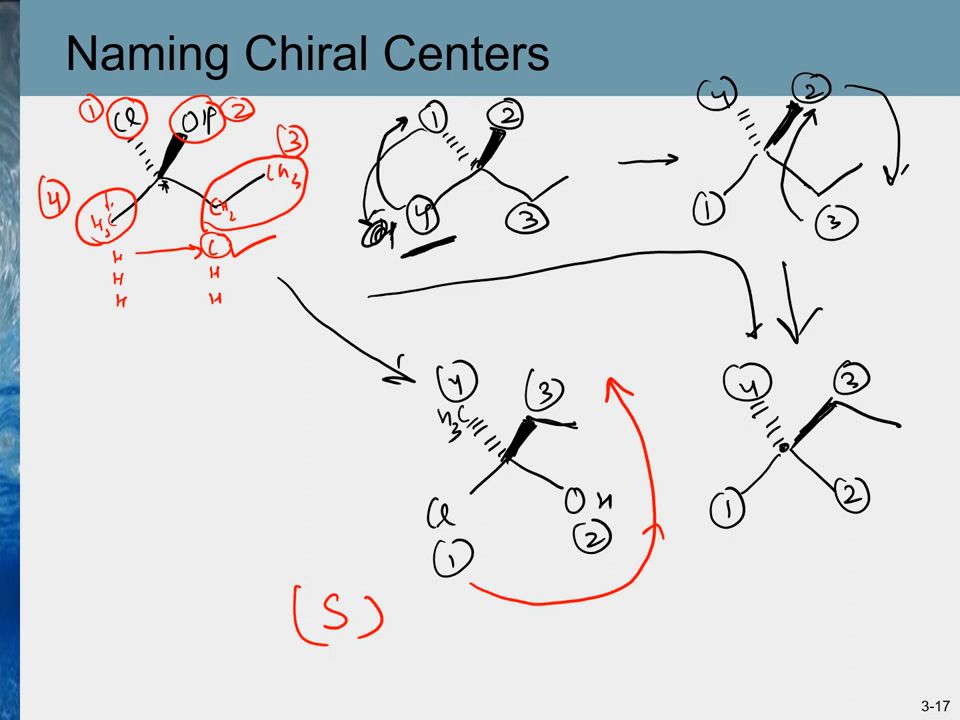 Naming Chiral Centers
① Cl OH ②
③
CH3
④ H3C CH2
H C
H H
H H
① ②
④ ③
④ ②
① ③
④ ③
H3C
Cl OH
① ②
④ ③
① ②
(S)
3-17